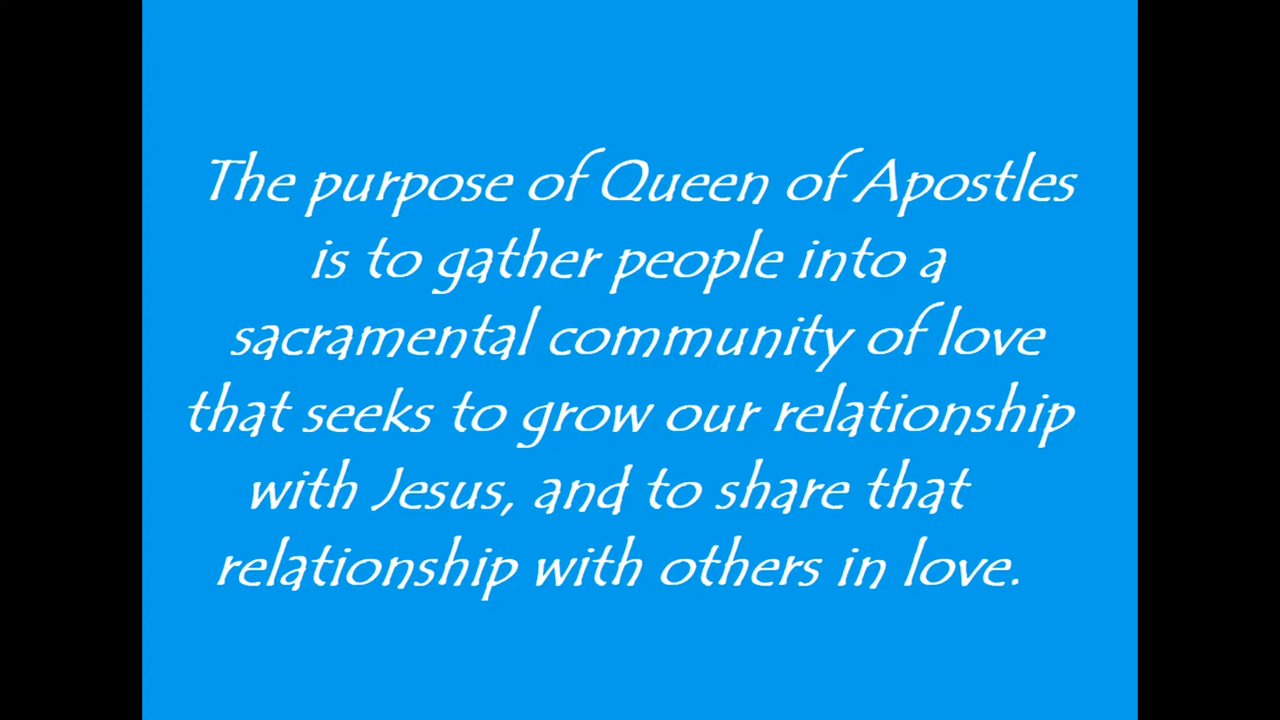 The purpose of Queen of Apostles
is to gather people into a
sacramental community of love
that seeks to grow our relationship
with Jesus, and to share that
relationship with others in love.